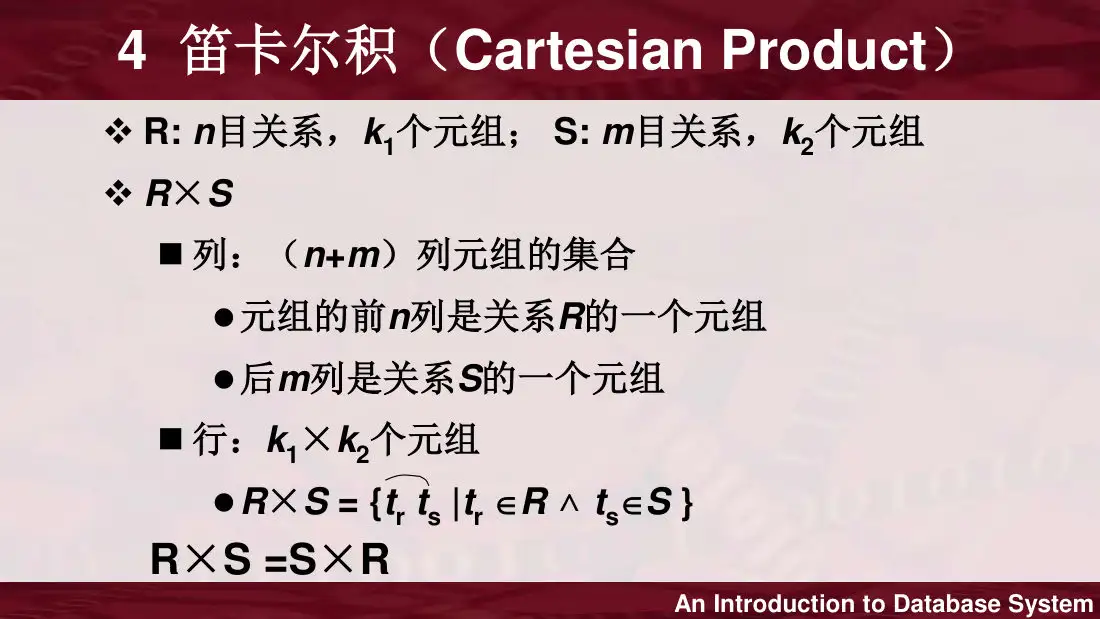 4 笛卡尔积（Cartesian Product）
❖ R: n目关系，k₁个元组； S: m目关系，k₂个元组
❖ R×S
■ 列：（n+m）列元组的集合
●元组的前n列是关系R的一个元组
●后m列是关系S的一个元组
■ 行：k₁×k₂个元组
●R×S = {tr ts |tr ∈R ∧ ts∈S }
R×S =S×R
An Introduction to Database System